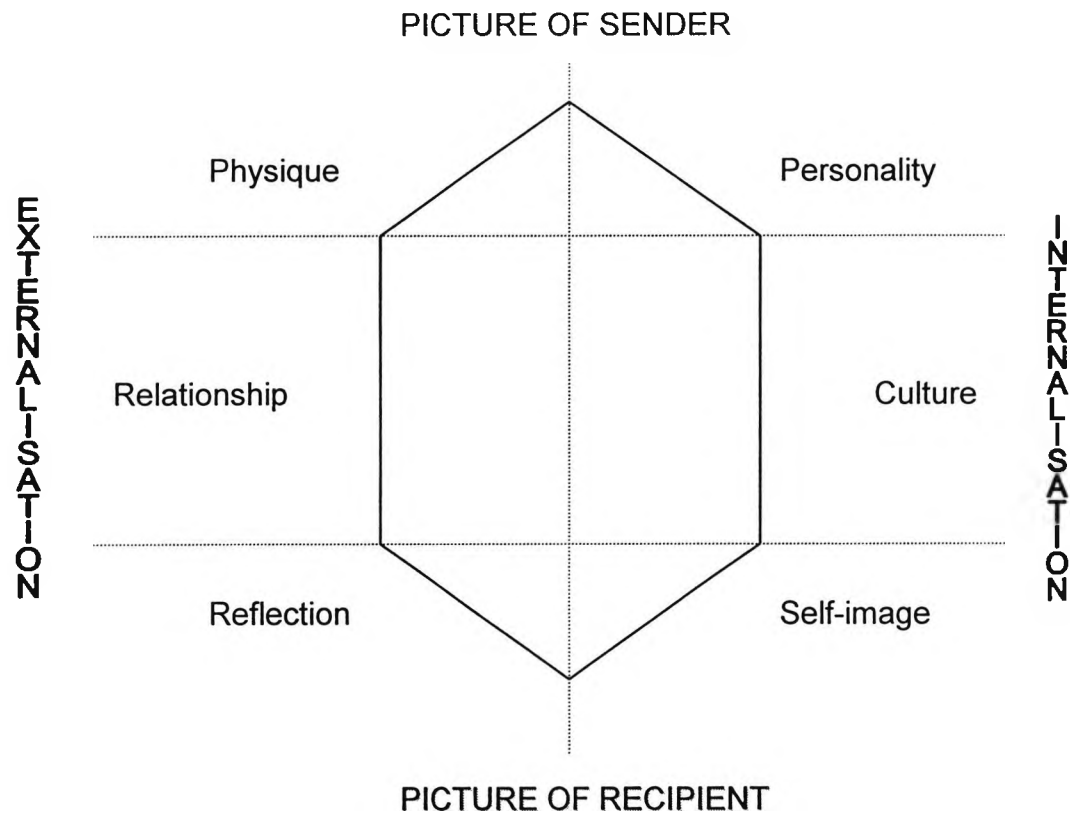 PICTURE OF SENDER
Physique
Personality
EXTERNALISATION
INTERNALISATION
Relationship
Culture
Reflection
Self-image
PICTURE OF RECIPIENT